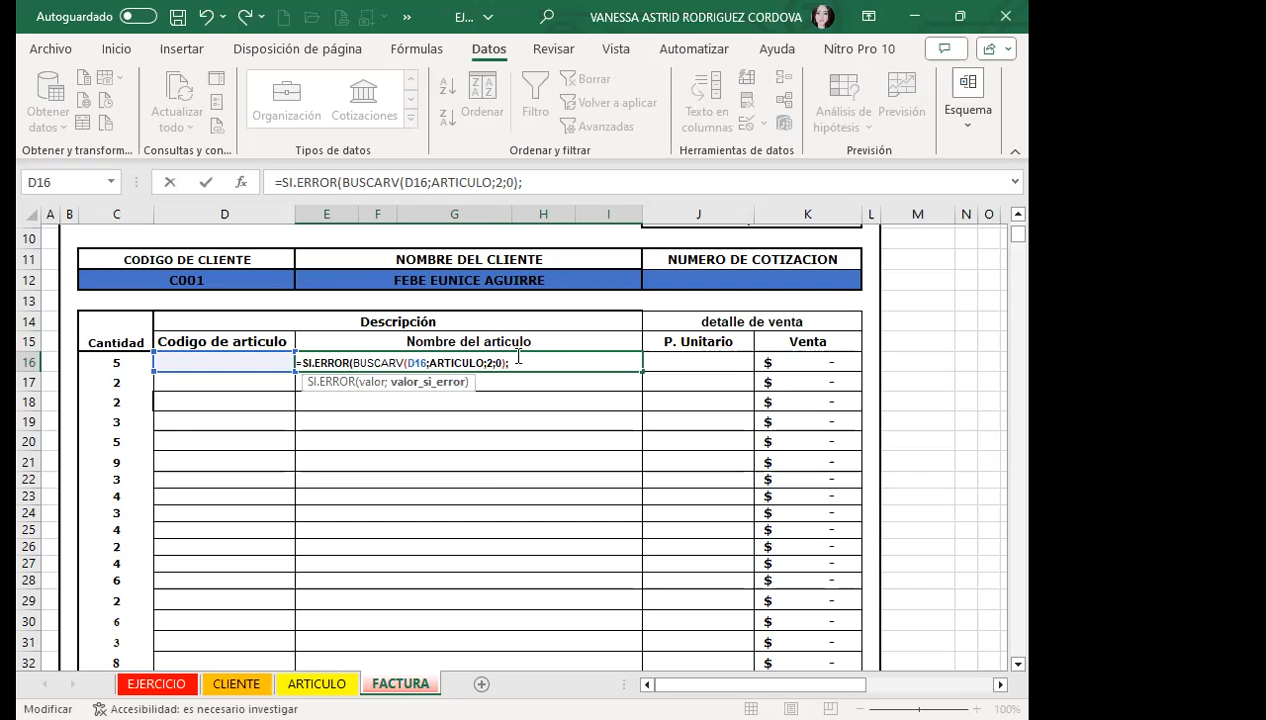 Autoguardado
EJ...
VANESSA ASTRID RODRIGUEZ CORDOVA
Archivo Inicio Insertar Disposición de página Fórmulas Datos Revisar Vista Automatizar Ayuda Nitro Pro 10
Obtener datos
Actualizar todo
Organización Cotizaciones
Ordenar
Filtro
Borrar
Volver a aplicar
Avanzadas
Texto en columnas
Análisis de hipótesis
Previsión
Esquema
Obtener y transform... Consultas y con... Tipos de datos Ordenar y filtrar Herramientas de datos Previsión
D16 =SI.ERROR(BUSCARV(D16;ARTICULO;2;0);
A B C D E F G H I J K L M N O
10
11 CODIGO DE CLIENTE NOMBRE DEL CLIENTE NUMERO DE COTIZACION
12 C001 FEBE EUNICE AGUIRRE
13
14 Descripción detalle de venta
15 Cantidad Codigo de articulo Nombre del articulo P. Unitario Venta
16 5 =SI.ERROR(BUSCARV(D16;ARTICULO;2;0); $ -
SI.ERROR(valor; valor_si_error)
17 2 $ -
18 2 $ -
19 3 $ -
20 5 $ -
21 9 $ -
22 3 $ -
23 4 $ -
24 3 $ -
25 4 $ -
26 2 $ -
27 4 $ -
28 6 $ -
29 2 $ -
30 6 $ -
31 3 $ -
32 8 $ -
EJERCICIO CLIENTE ARTICULO FACTURA
Modificar Accesibilidad: es necesario investigar 100%